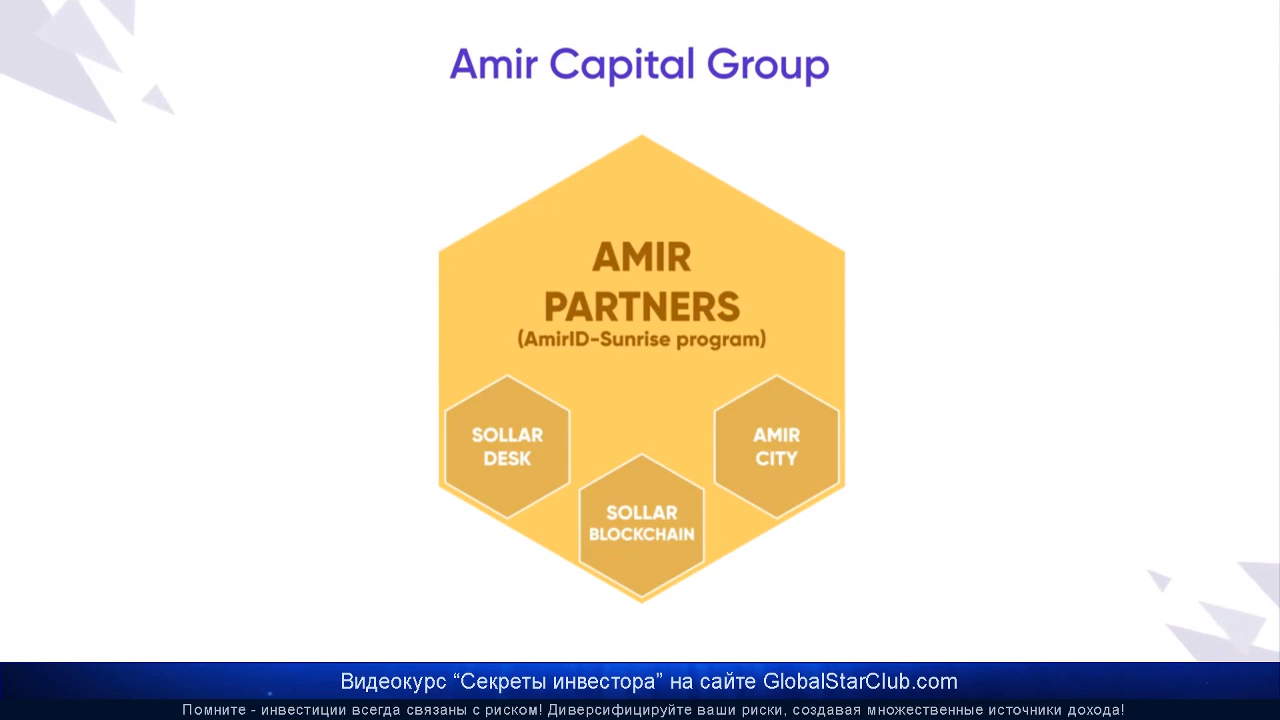 Amir Capital Group
AMIR
PARTNERS
(AmirID-Sunrise program)
SOLLAR
DESK
AMIR
CITY
SOLLAR
BLOCKCHAIN
Видеокурс “Секреты инвестора” на сайте GlobalStarClub.com
Помните - инвестиции всегда связаны с риском! Диверсифицируйте ваши риски, создавая множественные источники дохода!